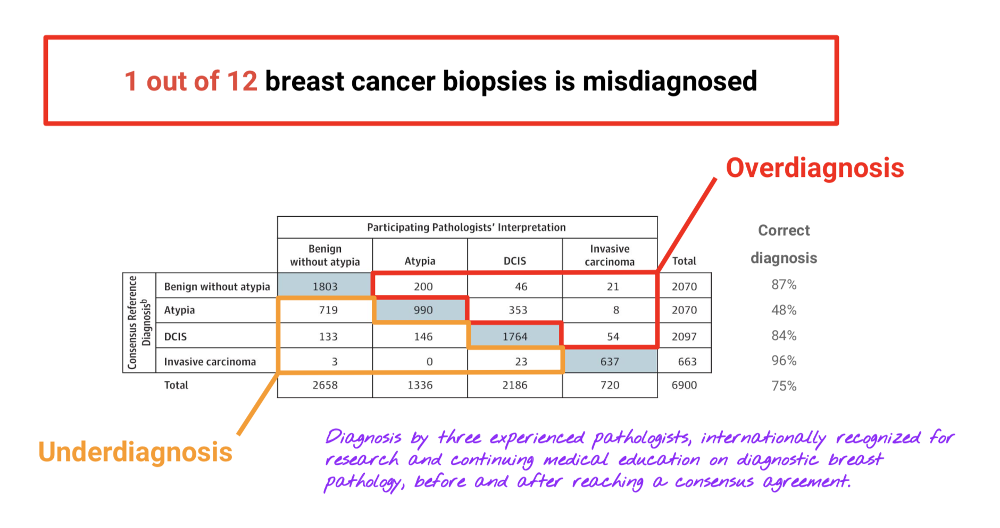 1 out of 12 breast cancer biopsies is misdiagnosed
Overdiagnosis
Participating Pathologists' Interpretation
Correct
diagnosis
Benign
without atypia
Atypia
DCIS
Invasive
carcinoma
Total
Consensus Reference
Diagnosisb
Benign without atypia 1803 200 46 21 2070 87%
Atypia 719 990 353 8 2070 48%
DCIS 133 146 1764 54 2097 84%
Invasive carcinoma 3 0 23 637 663 96%
Total 2658 1336 2186 720 6900 75%
Underdiagnosis
Diagnosis by three experienced pathologists, internationally recognized for
research and continuing medical education on diagnostic breast
pathology, before and after reaching a consensus agreement.